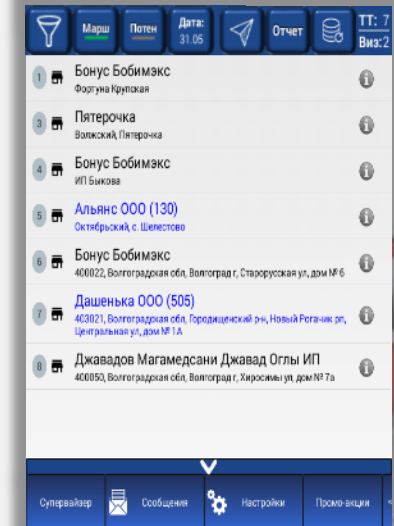 Марш Потен Дата: 31.05 Отчет ТТ: 7 Виз:2
1 Бонус Бобимэкс
Фортуна Крупская
3 Пятерочка
Волжский, Пятерочка
4 Бонус Бобимэкс
ИП Быкова
5 Альянс ООО (130)
Октябрьский, с. Шелестово
6 Бонус Бобимэкс
400022, Волгоградская обл, Волгоград г, Старорусская ул, дом № 6
7 Дашенька ООО (505)
403021, Волгоградская обл, Городищенский р-н, Новый Рогачик рп,
Центральная ул, дом № 1А
8 Джавадов Магамедсани Джавад Оглы ИП
400050, Волгоградская обл, Волгоград г, Хиросимы ул, дом № 7а
Супервайзер Сообщения Настройки Промо-акции